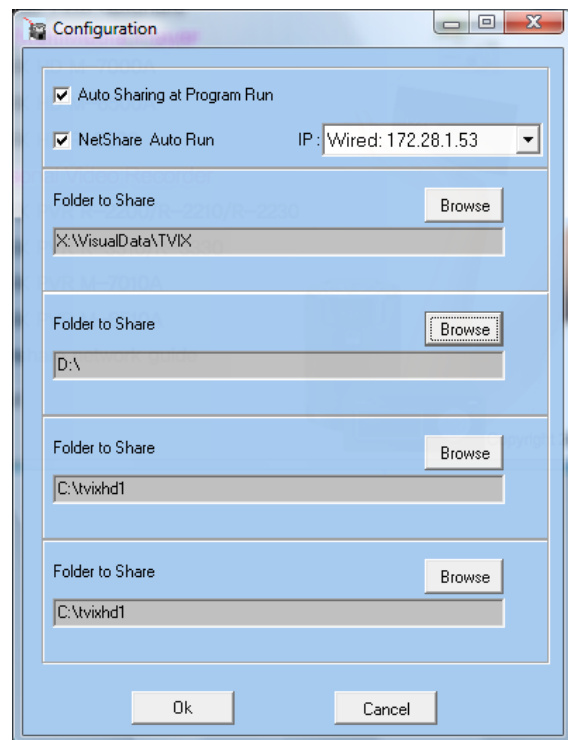 Configuration
Auto Sharing at Program Run
NetShare Auto Run IP : Wired: 172.28.1.53
Folder to Share Browse
X:\VisualData\TVIX
Folder to Share Browse
D:\
Folder to Share Browse
C:\tvixhd1
Folder to Share Browse
C:\tvixhd1
Ok Cancel